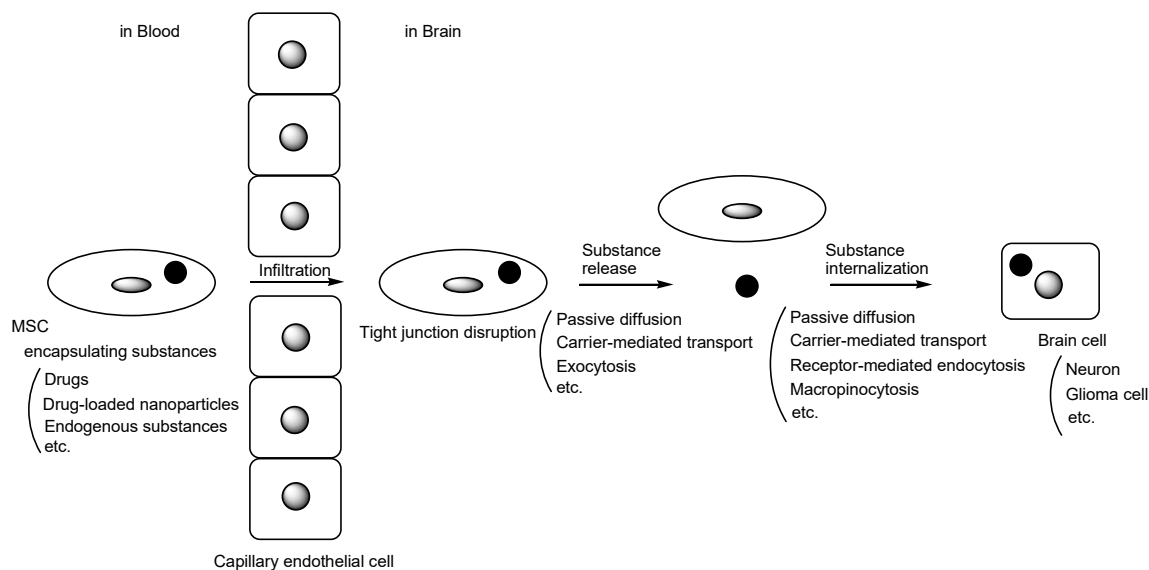 in Blood
in Brain
Infiltration
MSC
encapsulating substances
Drugs
Drug-loaded nanoparticles
Endogenous substances
etc.
Capillary endothelial cell
Tight junction disruption
Substance
release
Passive diffusion
Carrier-mediated transport
Exocytosis
etc.
Substance
internalization
Passive diffusion
Carrier-mediated transport
Receptor-mediated endocytosis
Macropinocytosis
etc.
Brain cell
Neuron
Glioma cell
etc.